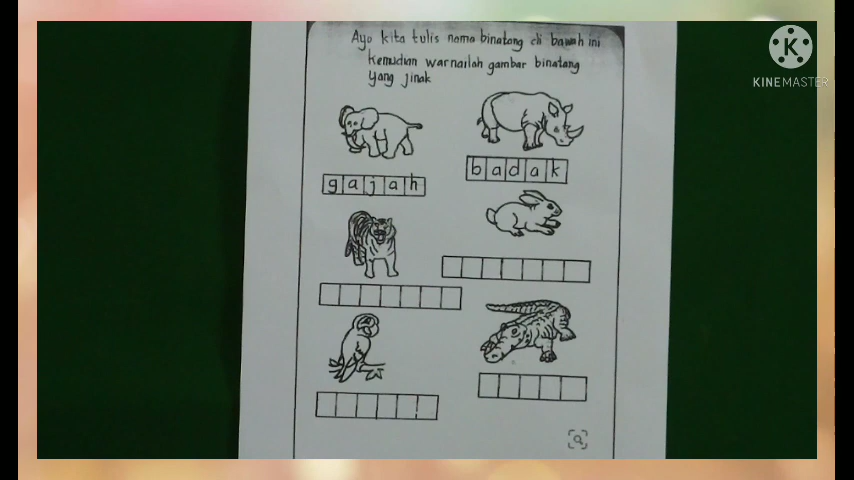 Ayo kita tulis nama binatang di bawah ini
kemudian warnailah gambar binatang
yang jinak
gajah
badak
KINEMASTER